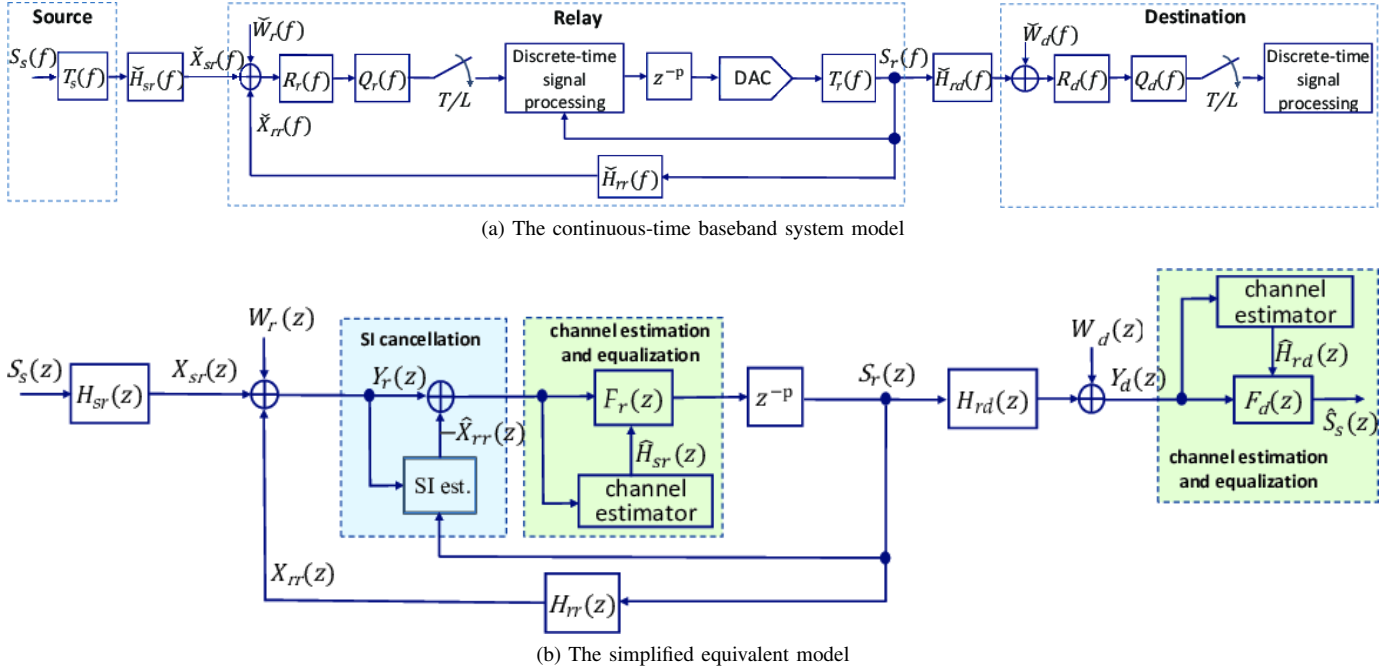 Source
Relay
Destination
S_s(f)
T_s(f)
H̆_sr(f)
X̆_sr(f)
W̆_r(f)
R_r(f)
Q_r(f)
T/L
Discrete-time
signal
processing
z^-p
DAC
T_r(f)
S_r(f)
H̆_rd(f)
W̆_d(f)
R_d(f)
Q_d(f)
T/L
Discrete-time
signal
processing
X̆_rr(f)
H̆_rr(f)
(a) The continuous-time baseband system model
S_s(z)
H_sr(z)
X_sr(z)
W_r(z)
SI cancellation
Y_r(z)
−X̂_rr(z)
SI est.
channel estimation
and equalization
F_r(z)
Ĥ_sr(z)
channel
estimator
z^-p
S_r(z)
H_rd(z)
W_d(z)
Y_d(z)
channel
estimator
Ĥ_rd(z)
F_d(z)
Ŝ_s(z)
channel estimation
and equalization
X_rr(z)
H_rr(z)
(b) The simplified equivalent model